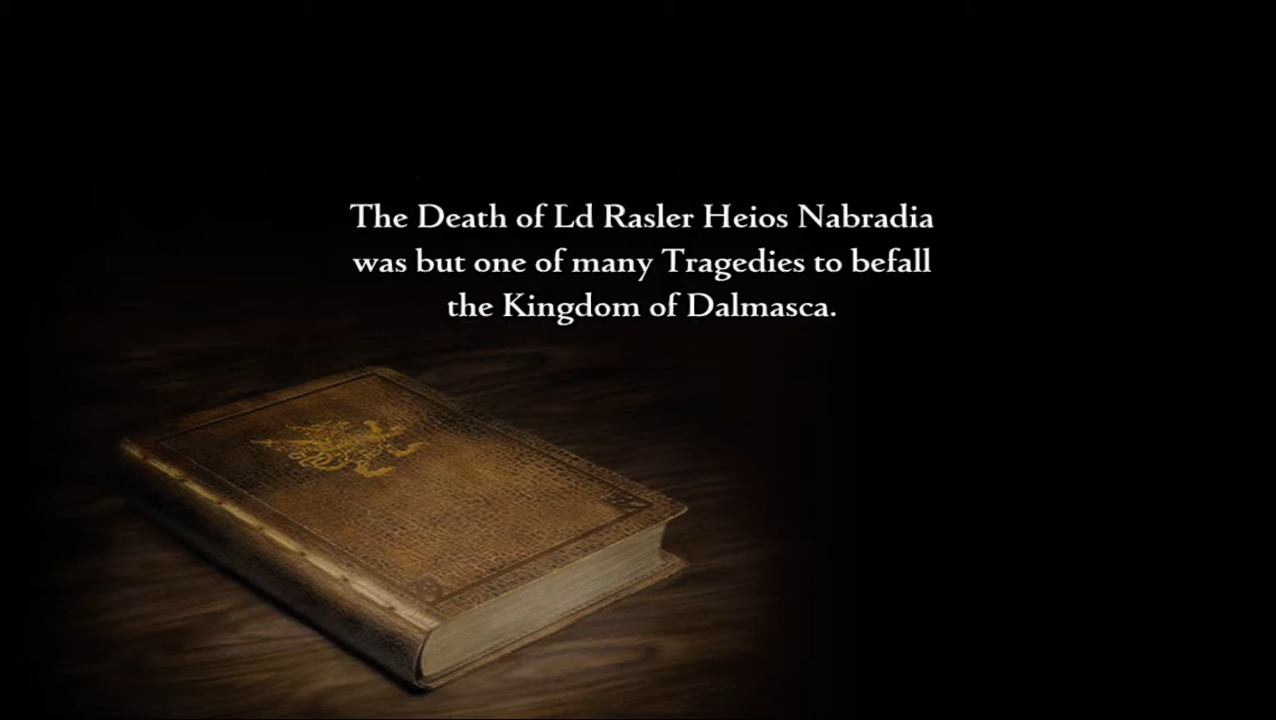 The Death of Ld Rasler Heios Nabradia
was but one of many Tragedies to befall
the Kingdom of Dalmasca.